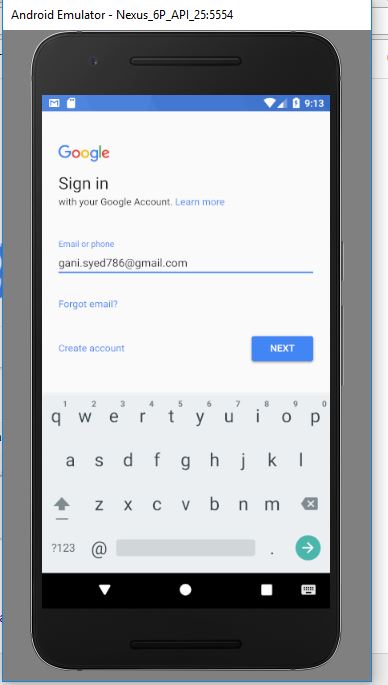 Android Emulator - Nexus_6P_API_25:5554
9:13
Google
Sign in
with your Google Account. Learn more
Email or phone
gani.syed786@gmail.com
Forgot email?
Create account
NEXT
1 2 3 4 5 6 7 8 9 0
q w e r t y u i o p
a s d f g h j k l
z x c v b n m
?123 @ .